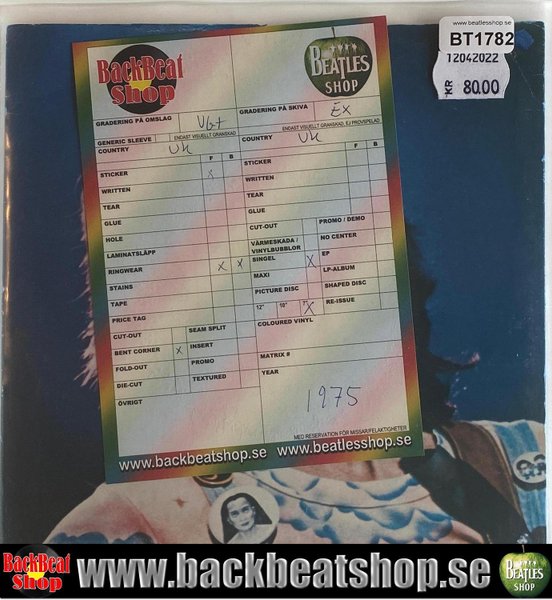 www.beatlesshop.se
BT1782
12042022
KR 80.00
BackBeat Shop
BEATLES SHOP
GRADERING PÅ OMSLAG VG+
GRADERING PÅ SKIVA EX
GENERIC SLEEVE ENDAST VISUELLT GRANSKAD
ENDAST VISUELLT GRANSKAD, EJ PROVSPELAD
COUNTRY UK
COUNTRY UK
F B
F B
STICKER x
STICKER
WRITTEN
WRITTEN
TEAR
TEAR
GLUE
GLUE
HOLE
CUT-OUT
PROMO / DEMO
LAMINATSLÄPP
VÄRMESKADA / VINYLBUBBLOR
NO CENTER
RINGWEAR x x
SINGEL x
EP
STAINS
MAXI
LP-ALBUM
TAPE
PICTURE DISC
SHAPED DISC
PRICE TAG
12" 10" 7" x
RE-ISSUE
CUT-OUT
SEAM SPLIT
COLOURED VINYL
BENT CORNER x
INSERT
FOLD-OUT
PROMO
MATRIX #
DIE-CUT
TEXTURED
YEAR
ÖVRIGT
1975
MED RESERVATION FÖR MISSAR/FELAKTIGHETER
www.backbeatshop.se www.beatlesshop.se
BackBeat Shop
www.backbeatshop.se
BEATLES SHOP